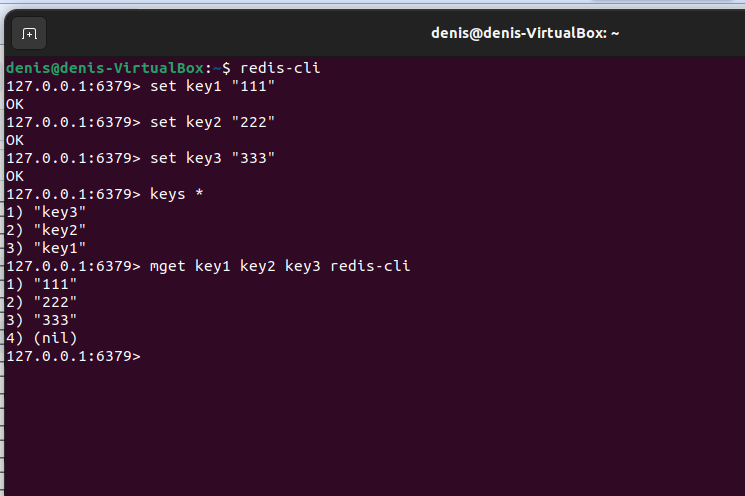 denis@denis-VirtualBox: ~
denis@denis-VirtualBox:~$ redis-cli
127.0.0.1:6379> set key1 "111"
OK
127.0.0.1:6379> set key2 "222"
OK
127.0.0.1:6379> set key3 "333"
OK
127.0.0.1:6379> keys *
1) "key3"
2) "key2"
3) "key1"
127.0.0.1:6379> mget key1 key2 key3 redis-cli
1) "111"
2) "222"
3) "333"
4) (nil)
127.0.0.1:6379>